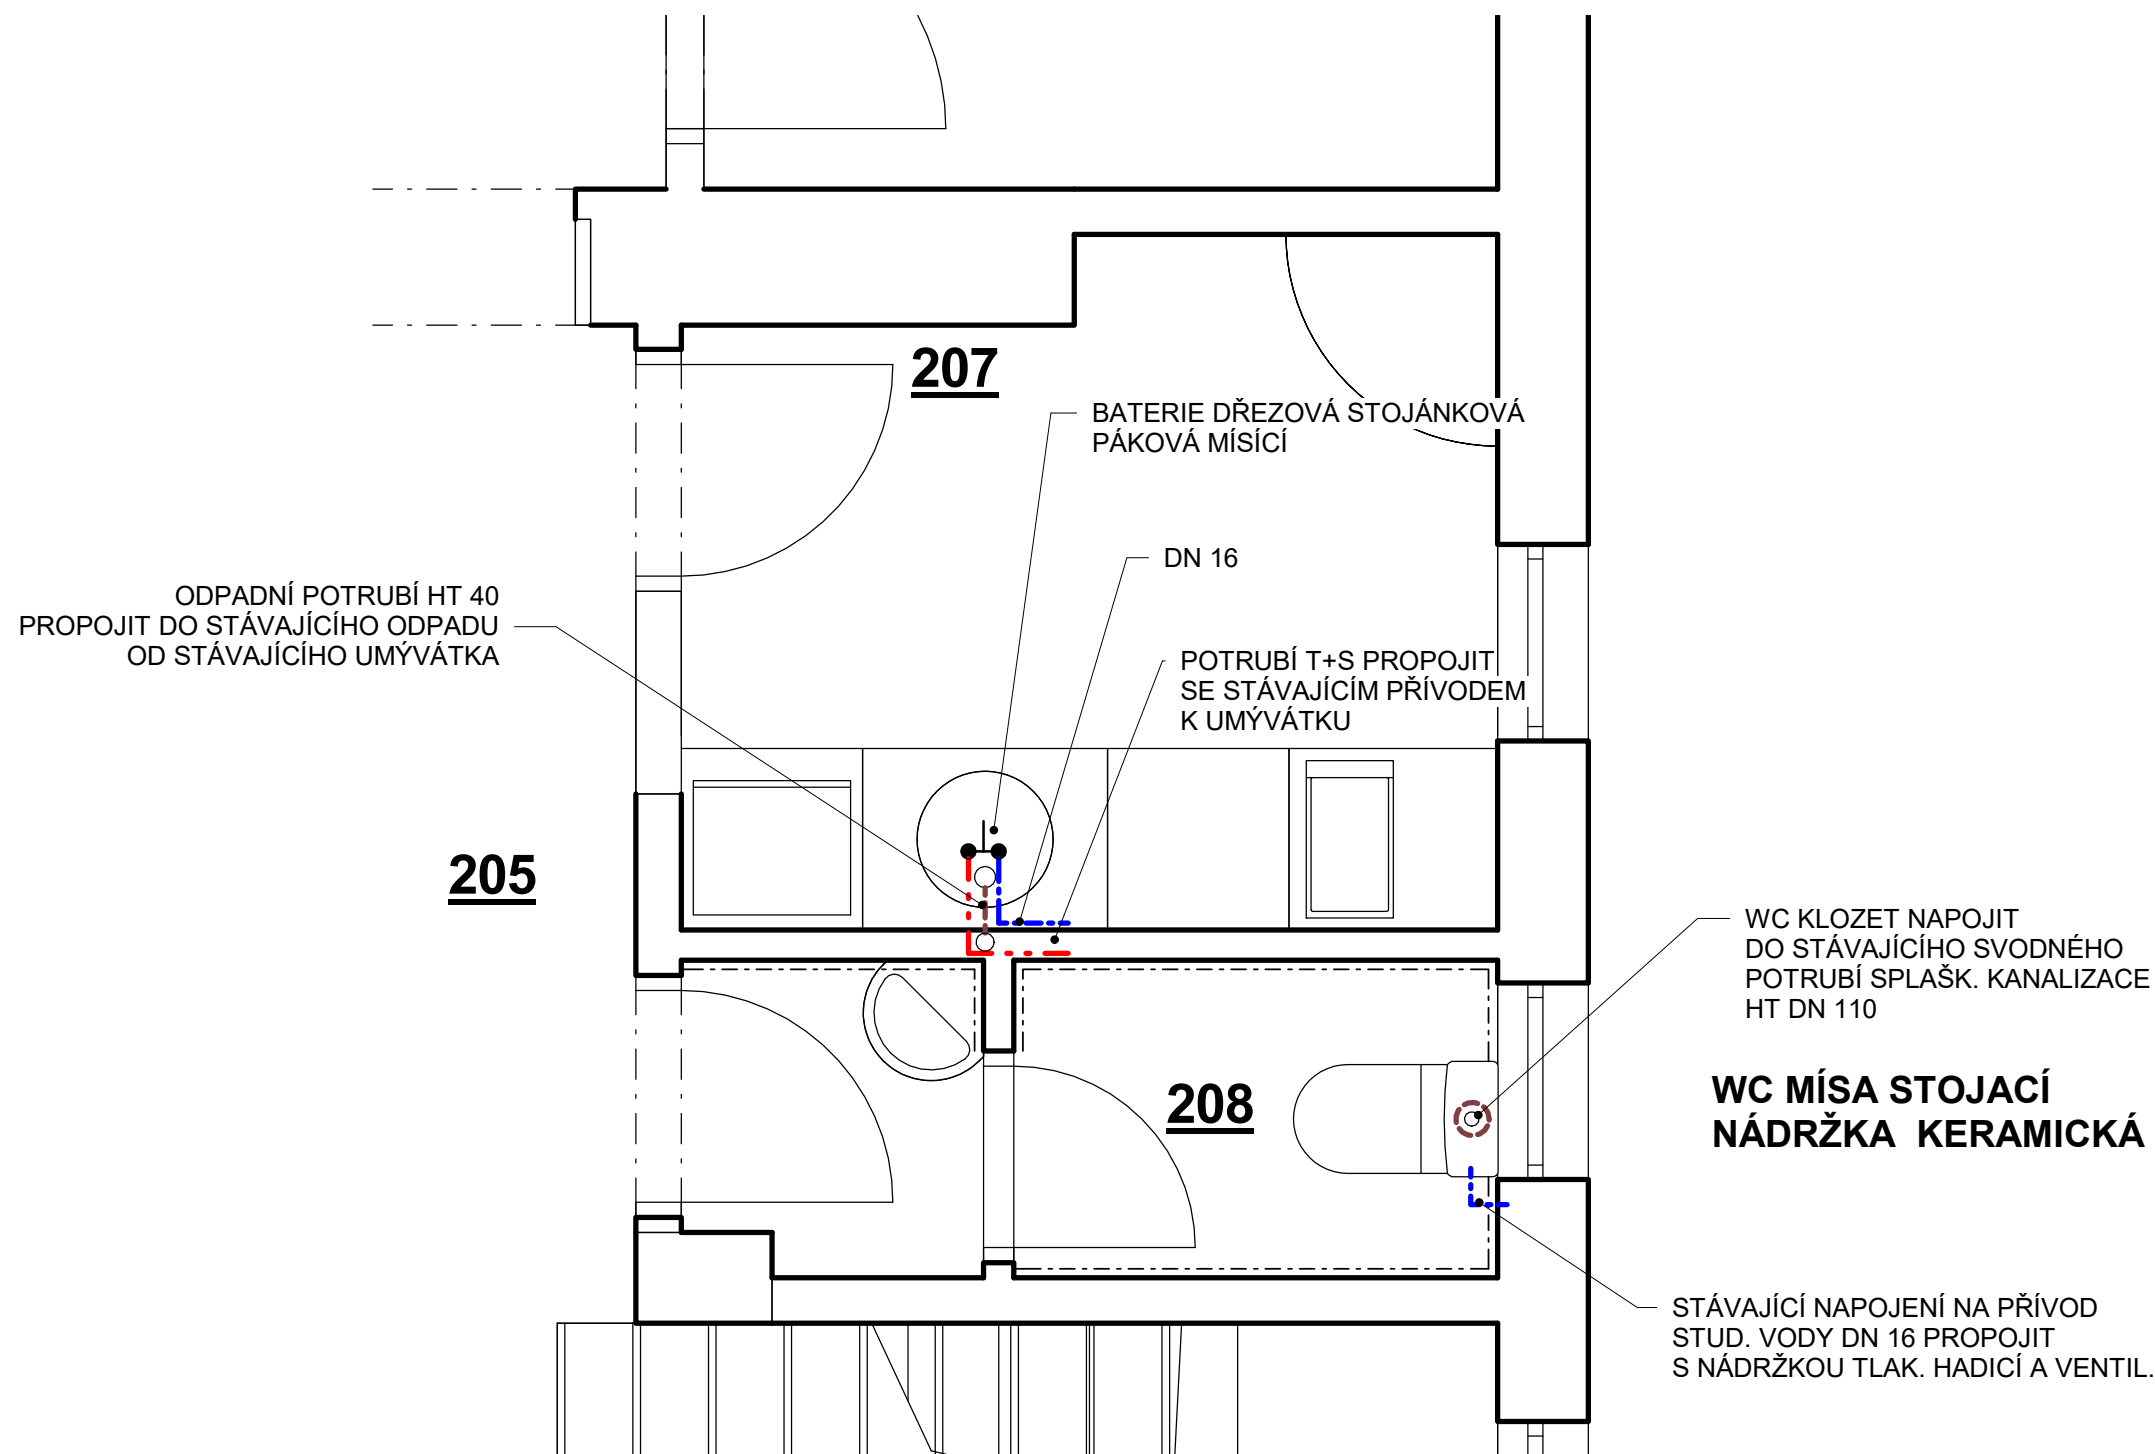 207
BATERIE DŘEZOVÁ STOJÁNKOVÁ
PÁKOVÁ MÍSÍCÍ
DN 16
ODPADNÍ POTRUBÍ HT 40
PROPOJIT DO STÁVAJÍCÍHO ODPADU
OD STÁVAJÍCÍHO UMÝVÁTKA
POTRUBÍ T+S PROPOJIT
SE STÁVAJÍCÍM PŘÍVODEM
K UMÝVÁTKU
205
WC KLOZET NAPOJIT
DO STÁVAJÍCÍHO SVODNÉHO
POTRUBÍ SPLAŠK. KANALIZACE
HT DN 110
208
WC MÍSA STOJACÍ
NÁDRŽKA KERAMICKÁ
STÁVAJÍCÍ NAPOJENÍ NA PŘÍVOD
STUD. VODY DN 16 PROPOJIT
S NÁDRŽKOU TLAK. HADICÍ A VENTIL.